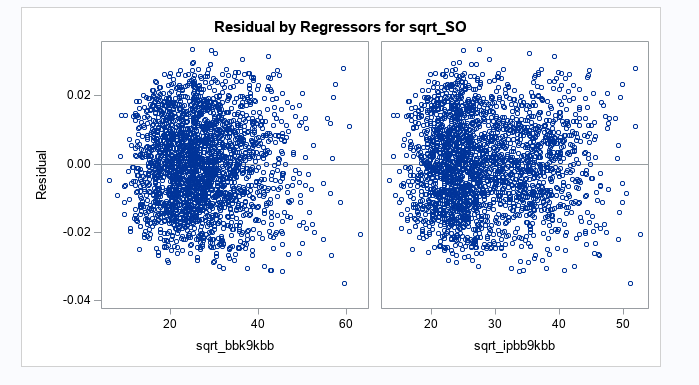 Residual by Regressors for sqrt_SO
Residual
0.02
0.00
-0.02
-0.04
20 40 60
20 30 40 50
sqrt_bbk9kbb
sqrt_ipbb9kbb